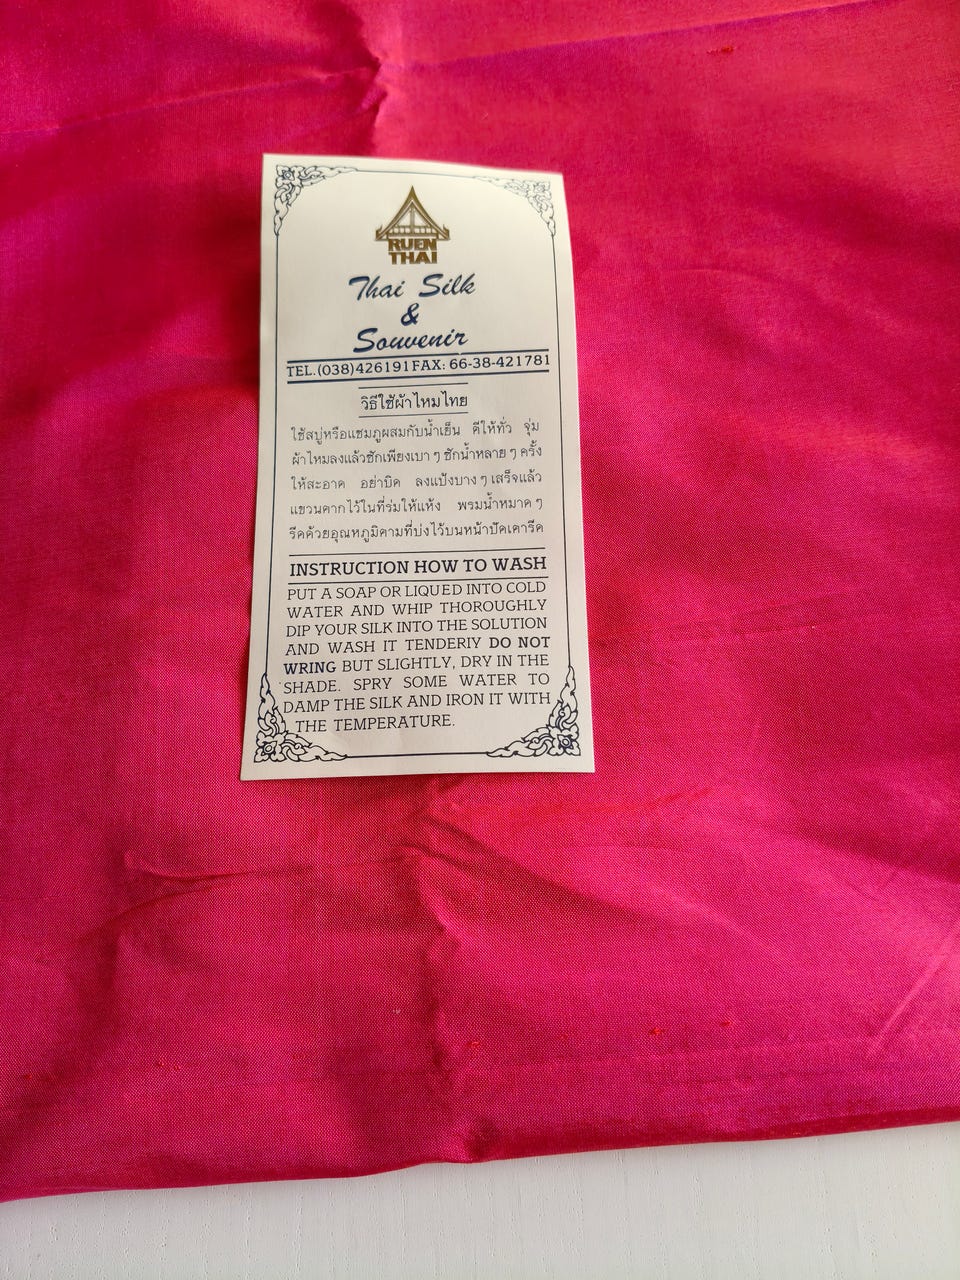 RUEN
THAI
Thai Silk
&
Souvenir
TEL.(038)426191 FAX: 66-38-421781
วิธีใช้ผ้าไหมไทย
ใช้สบู่หรือแชมภูผสมกับน้ำเย็น ตีให้ทั่ว จุ่ม
ผ้าไหมลงแล้วซักเพียงเบา ๆ ซักน้ำหลาย ๆ ครั้ง
ให้สะอาด อย่าบิด ลงแป้งบาง ๆ เสร็จแล้ว
แขวนตากไว้ในที่ร่มให้แห้ง พรมน้ำหมาด ๆ
รีดด้วยอุณหภูมิตามที่บ่งไว้บนหน้าปัดเตารีด
INSTRUCTION HOW TO WASH
PUT A SOAP OR LIQUED INTO COLD
WATER AND WHIP THOROUGHLY
DIP YOUR SILK INTO THE SOLUTION
AND WASH IT TENDERIY DO NOT
WRING BUT SLIGHTLY, DRY IN THE
SHADE. SPRY SOME WATER TO
DAMP THE SILK AND IRON IT WITH
THE TEMPERATURE.